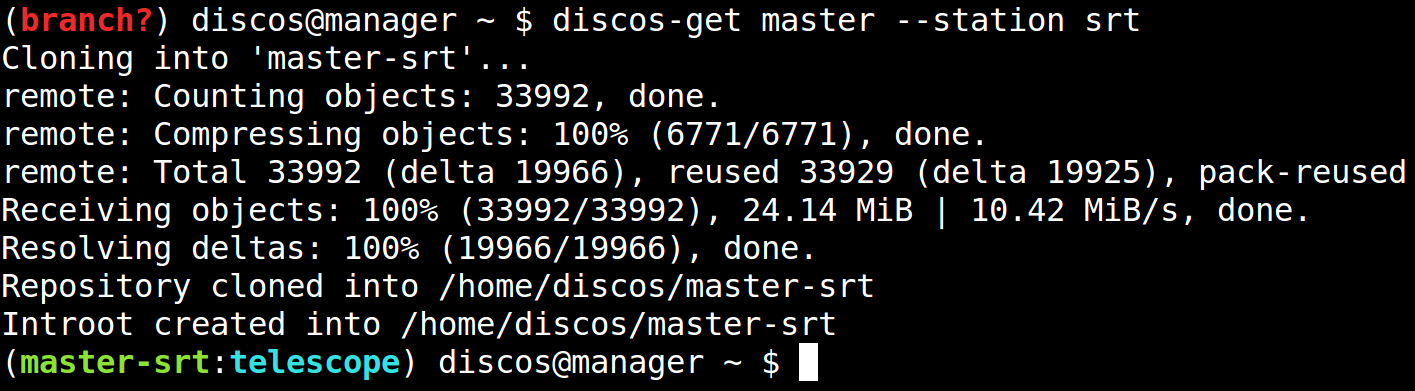 (branch?) discos@manager ~ $ discos-get master --station srt
Cloning into 'master-srt'...
remote: Counting objects: 33992, done.
remote: Compressing objects: 100% (6771/6771), done.
remote: Total 33992 (delta 19966), reused 33929 (delta 19925), pack-reused
Receiving objects: 100% (33992/33992), 24.14 MiB | 10.42 MiB/s, done.
Resolving deltas: 100% (19966/19966), done.
Repository cloned into /home/discos/master-srt
Introot created into /home/discos/master-srt
(master-srt:telescope) discos@manager ~ $